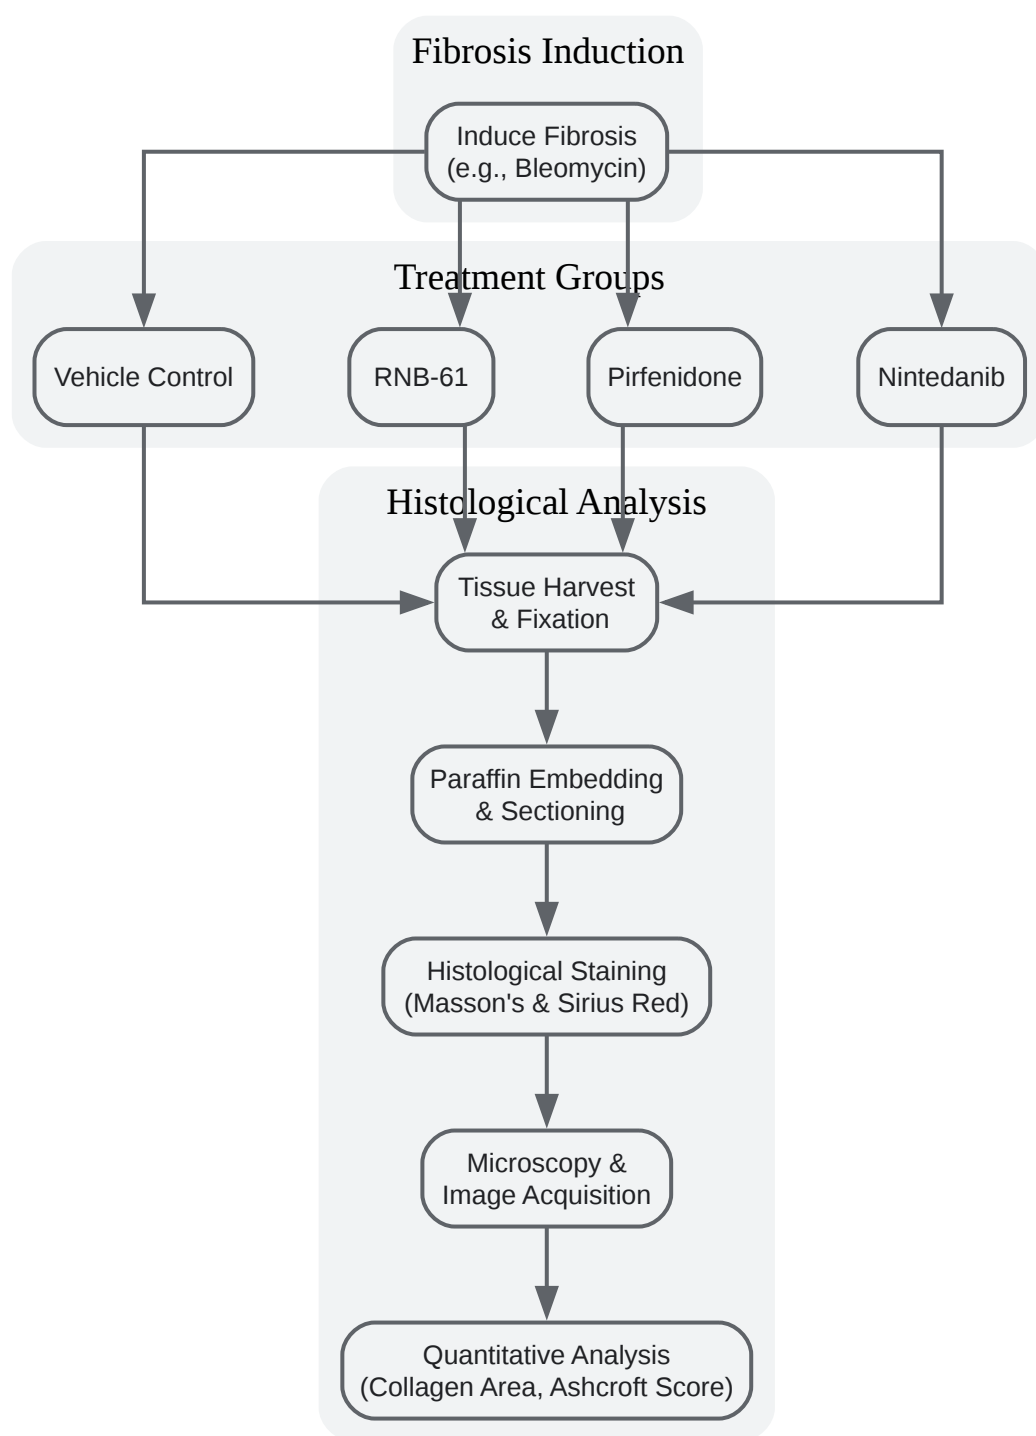 Fibrosis Induction
Induce Fibrosis
(e.g., Bleomycin)
Treatment Groups
Vehicle Control
RNB-61
Pirfenidone
Nintedanib
Histological Analysis
Tissue Harvest
& Fixation
Paraffin Embedding
& Sectioning
Histological Staining
(Masson's & Sirius Red)
Microscopy &
Image Acquisition
Quantitative Analysis
(Collagen Area, Ashcroft Score)